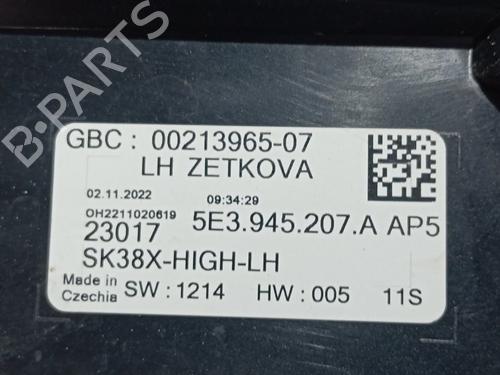 B-PARTS
GBC : 00213965-07
LH ZETKOVA
02.11.2022 09:34:29
OH2211020619
5E3.945.207.A AP5
23017
SK38X-HIGH-LH
Made in Czechia SW : 1214 HW : 005 11S